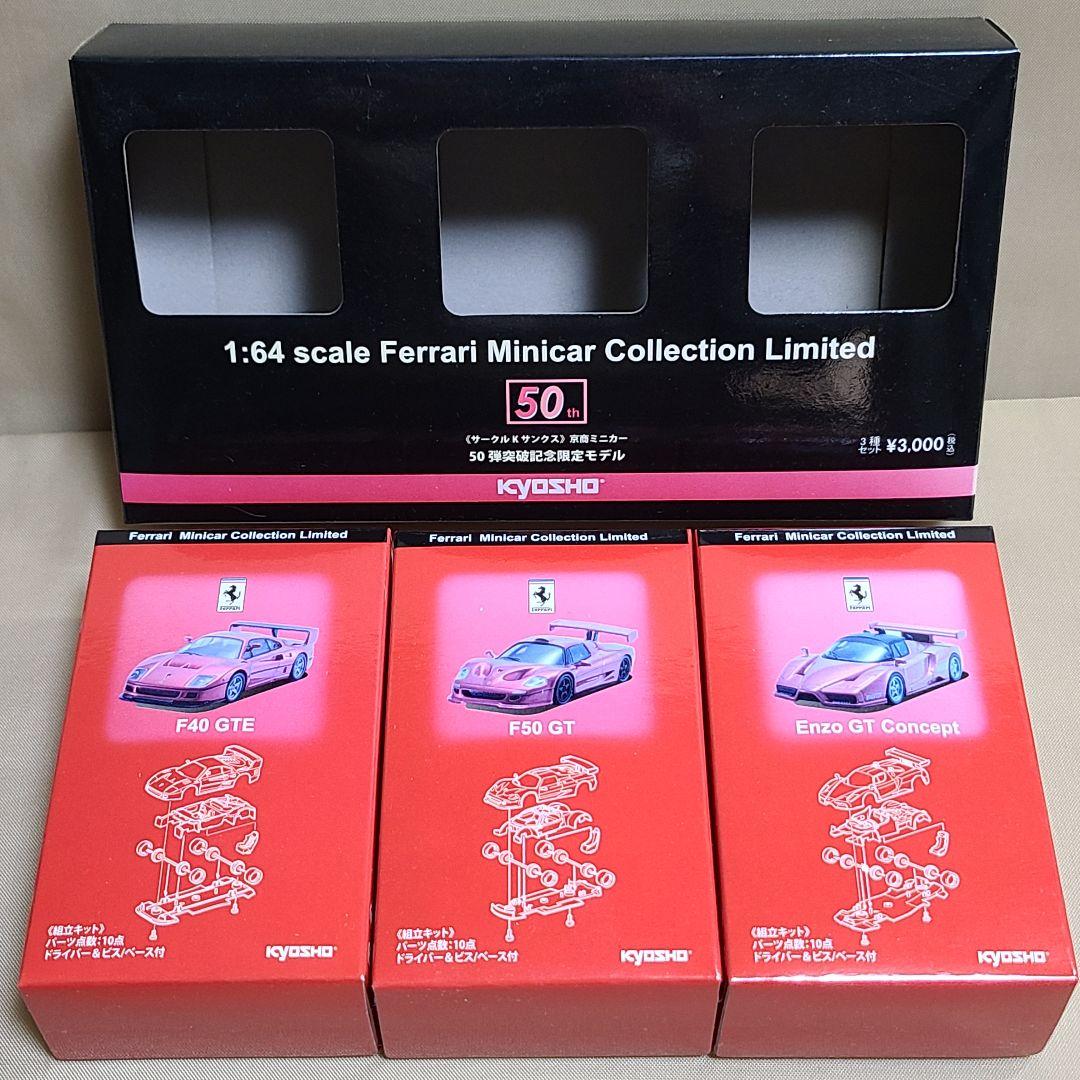 1:64 scale Ferrari Minicar Collection Limited
50th
《サークルKサンクス》京商ミニカー
50弾突破記念限定モデル
3種
セット ¥3,000(税込)
KYOSHO
Ferrari Minicar Collection Limited
Ferrari
F40 GTE
《組立キット》
パーツ点数:10点
ドライバー&ビス/ベース付
KYOSHO
Ferrari Minicar Collection Limited
Ferrari
F50 GT
《組立キット》
パーツ点数:10点
ドライバー&ビス/ベース付
KYOSHO
Ferrari Minicar Collection Limited
Ferrari
Enzo GT Concept
《組立キット》
パーツ点数:10点
ドライバー&ビス/ベース付
KYOSHO